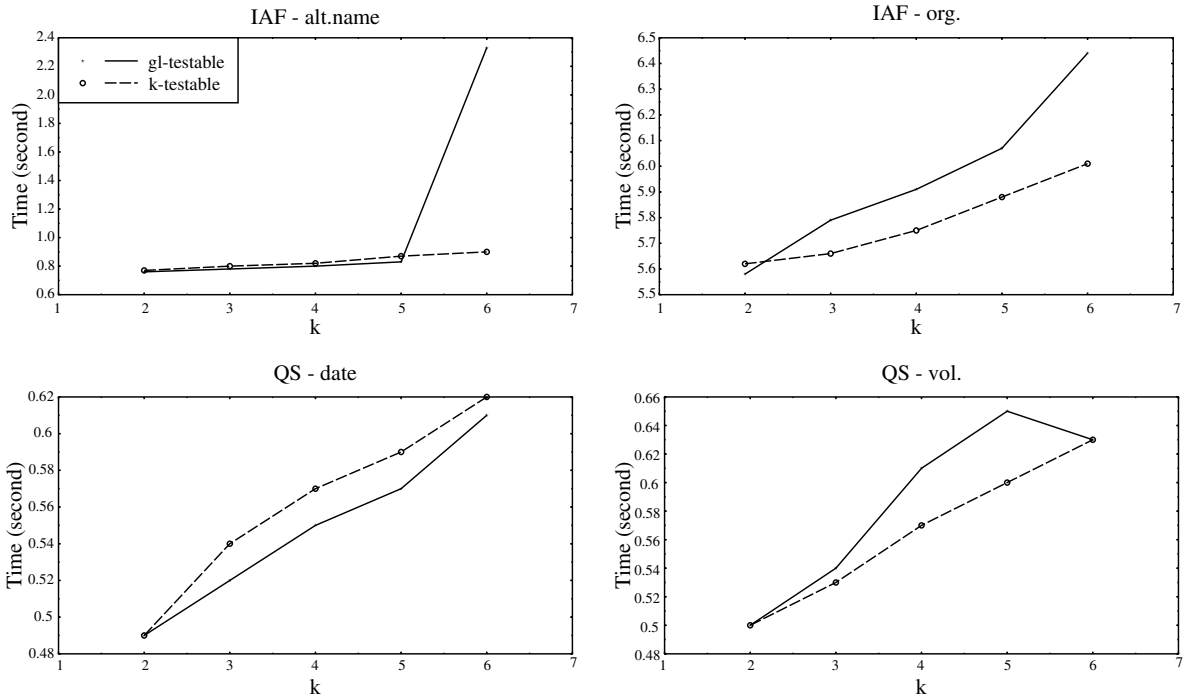 IAF - alt.name
2.4
2.2
2.0
1.8
1.6
1.4
1.2
1.0
0.8
0.6
Time (second)
gl-testable
k-testable
1 2 3 4 5 6 7
k
IAF - org.
6.5
6.4
6.3
6.2
6.1
6.0
5.9
5.8
5.7
5.6
5.5
Time (second)
1 2 3 4 5 6 7
k
QS - date
0.62
0.6
0.58
0.56
0.54
0.52
0.5
0.48
Time (second)
1 2 3 4 5 6 7
k
QS - vol.
0.66
0.64
0.62
0.6
0.58
0.56
0.54
0.52
0.5
0.48
Time (second)
1 2 3 4 5 6 7
k